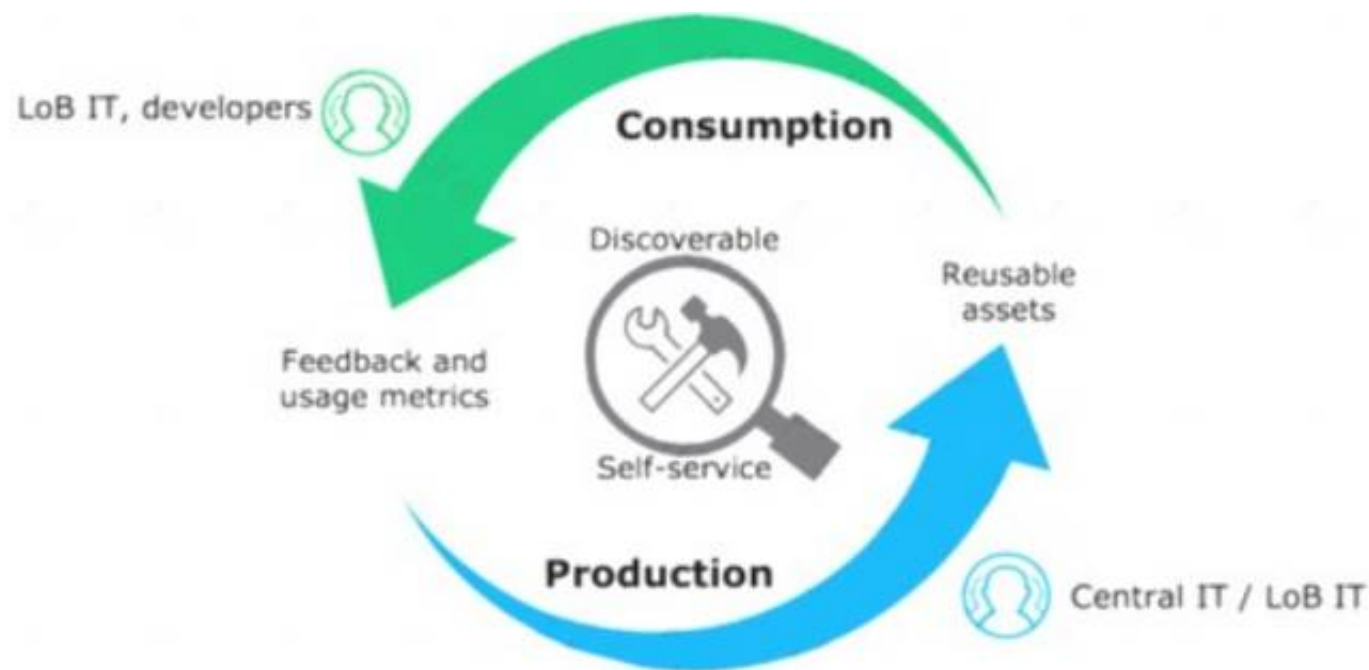 LoB IT, developers
Consumption
Discoverable
Reusable
assets
Feedback and
usage metrics
Self-service
Production
Central IT / LoB IT